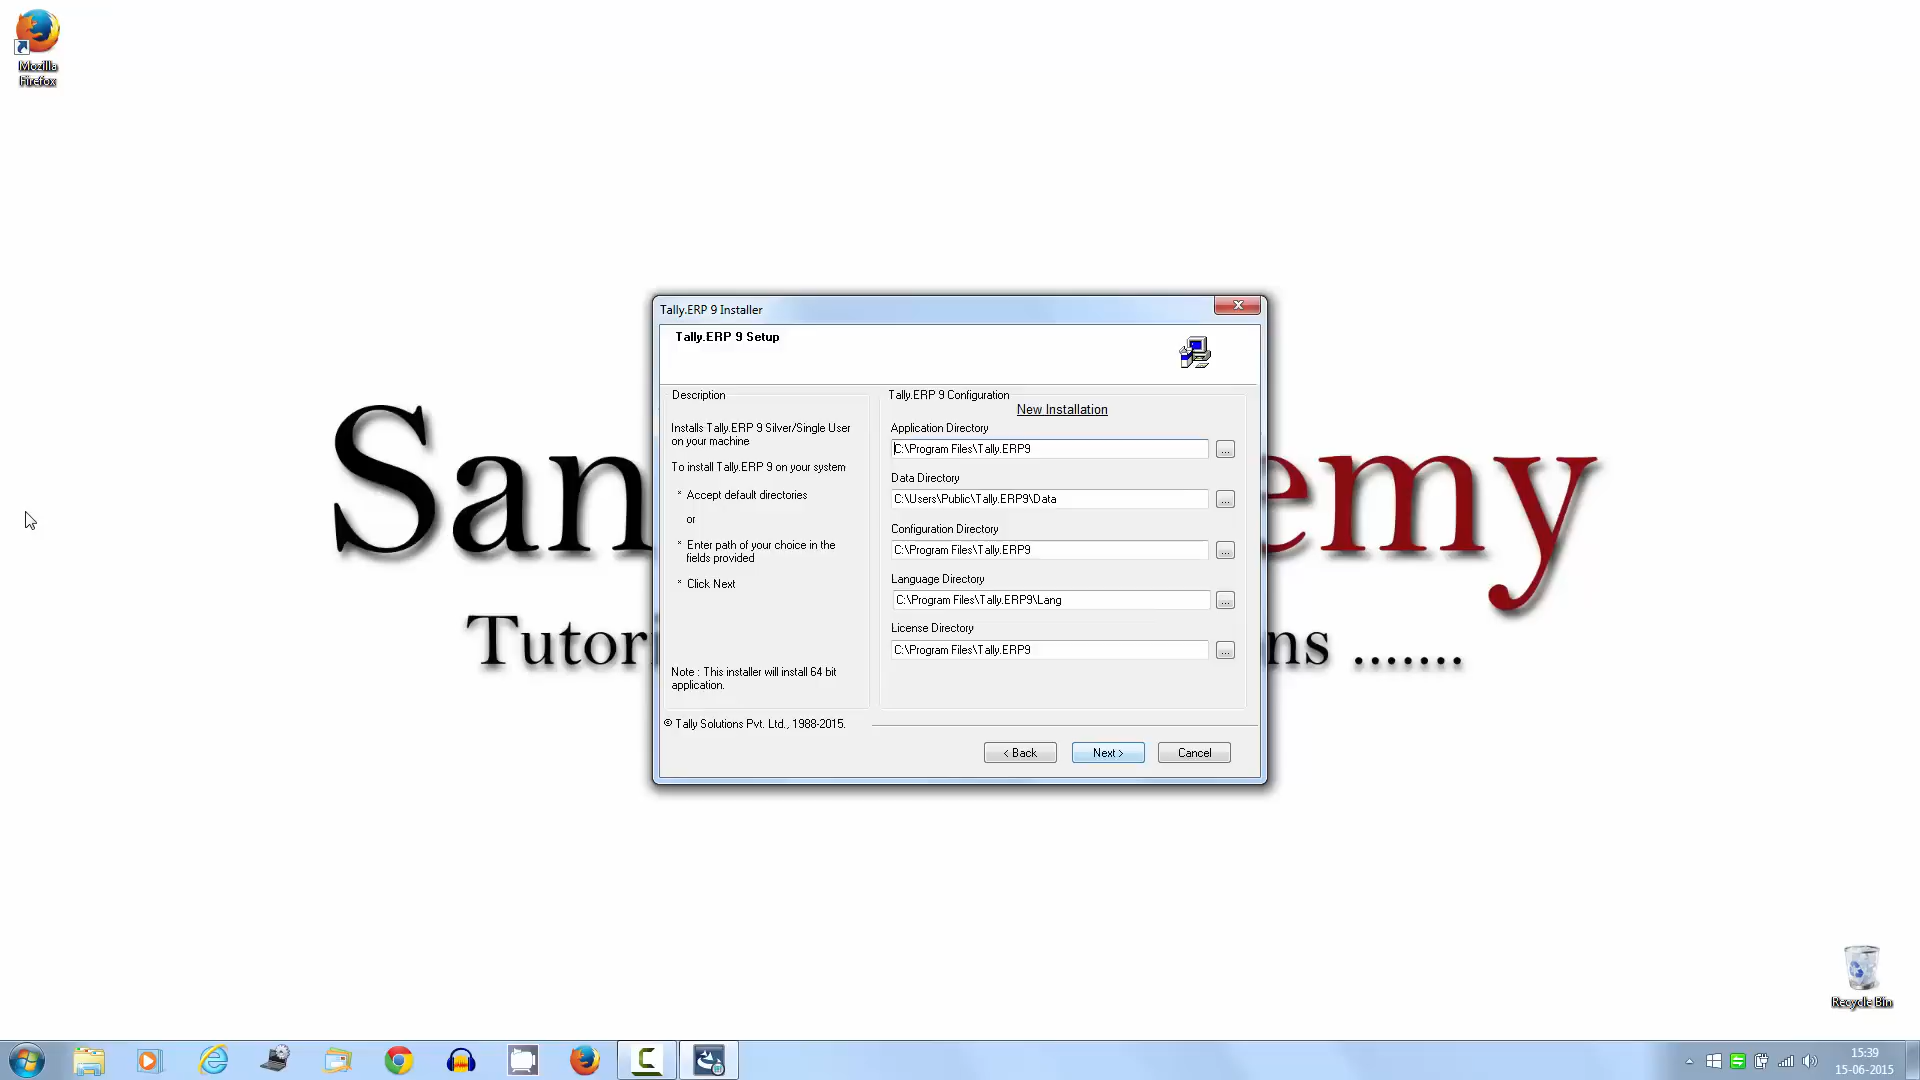 Mozilla
Firefox
Tally.ERP 9 Installer
Tally.ERP 9 Setup
Description
Installs Tally.ERP 9 Silver/Single User
on your machine
To install Tally.ERP 9 on your system
* Accept default directories
or
* Enter path of your choice in the
fields provided
* Click Next
Note : This installer will install 64 bit
application.
Tally.ERP 9 Configuration
New Installation
Application Directory
C:\Program Files\Tally.ERP9
...
Data Directory
C:\Users\Public\Tally.ERP9\Data
...
Configuration Directory
C:\Program Files\Tally.ERP9
...
Language Directory
C:\Program Files\Tally.ERP9\Lang
...
License Directory
C:\Program Files\Tally.ERP9
...
© Tally Solutions Pvt. Ltd., 1988-2015.
< Back
Next >
Cancel
San emy
Tutor ns .......
Recycle Bin
15:39
15-06-2015